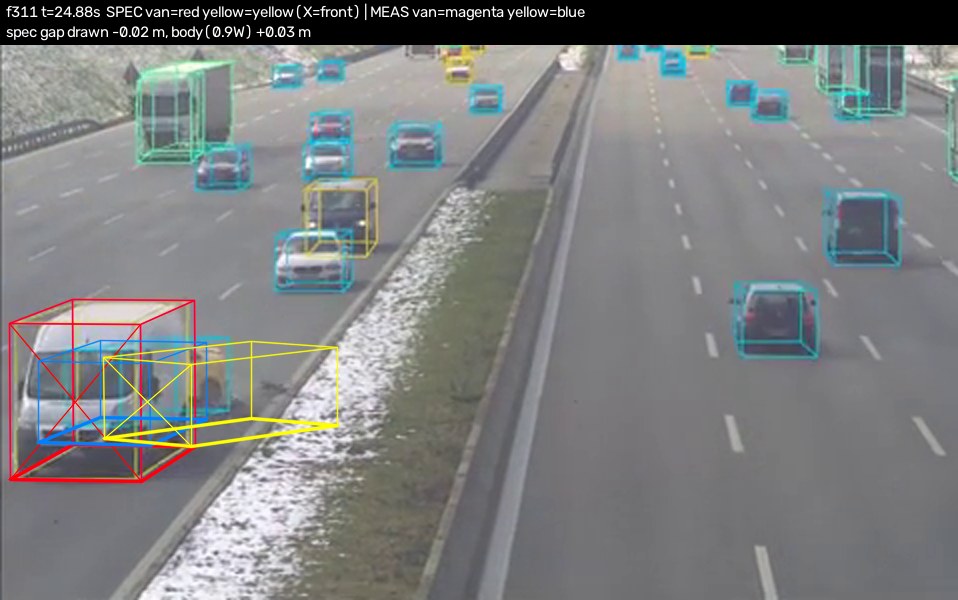 f311 t=24.88s SPEC van=red yellow=yellow (X=front) | MEAS van=magenta yellow=blue
spec gap drawn -0.02 m, body (0.9W) +0.03 m